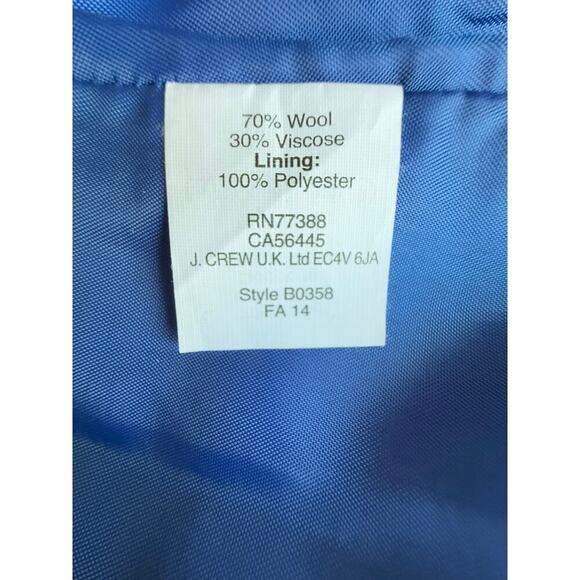 70% Wool
30% Viscose
Lining:
100% Polyester
RN77388
CA56445
J. CREW U.K. Ltd EC4V 6JA
Style B0358
FA 14